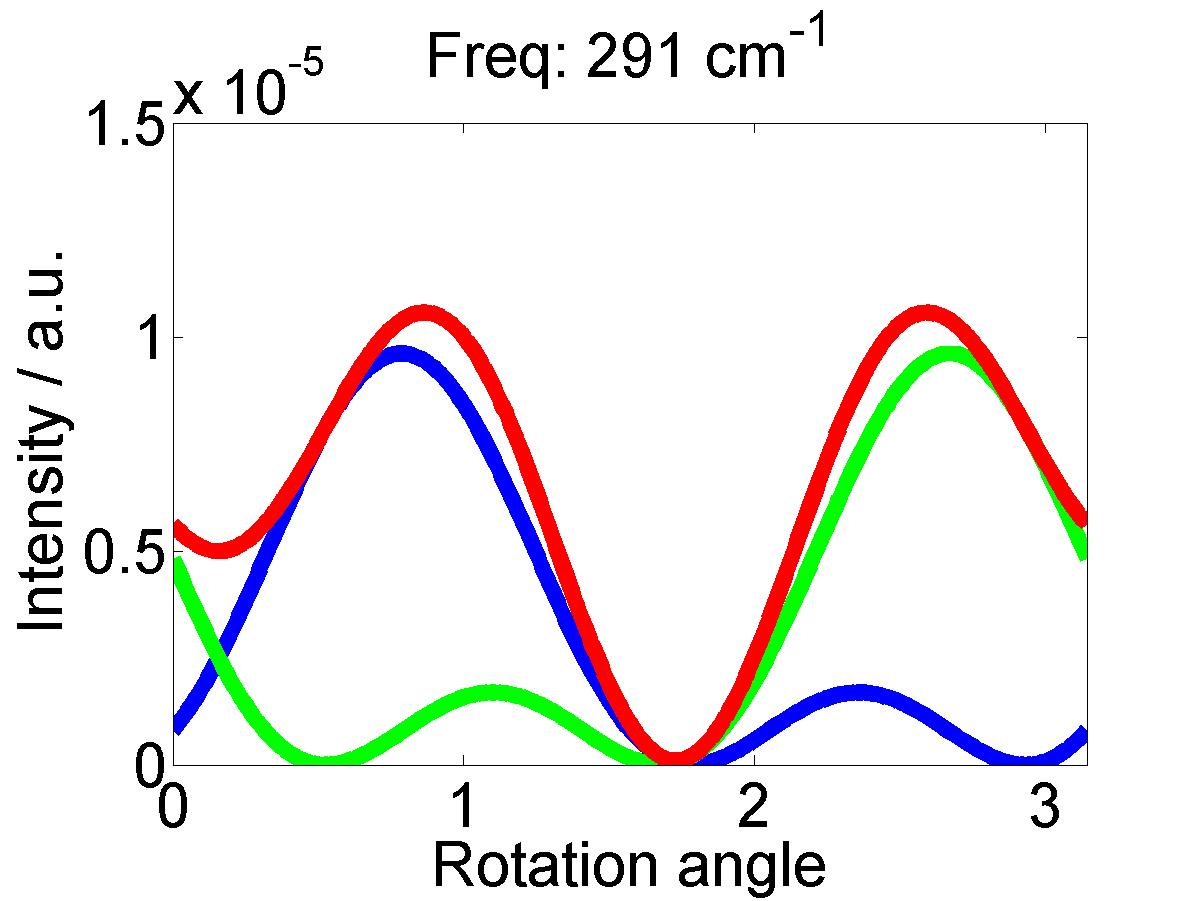 Freq: 291 cm-1
x 10-5
1.5
1
0.5
0
0 1 2 3
Intensity / a.u.
Rotation angle